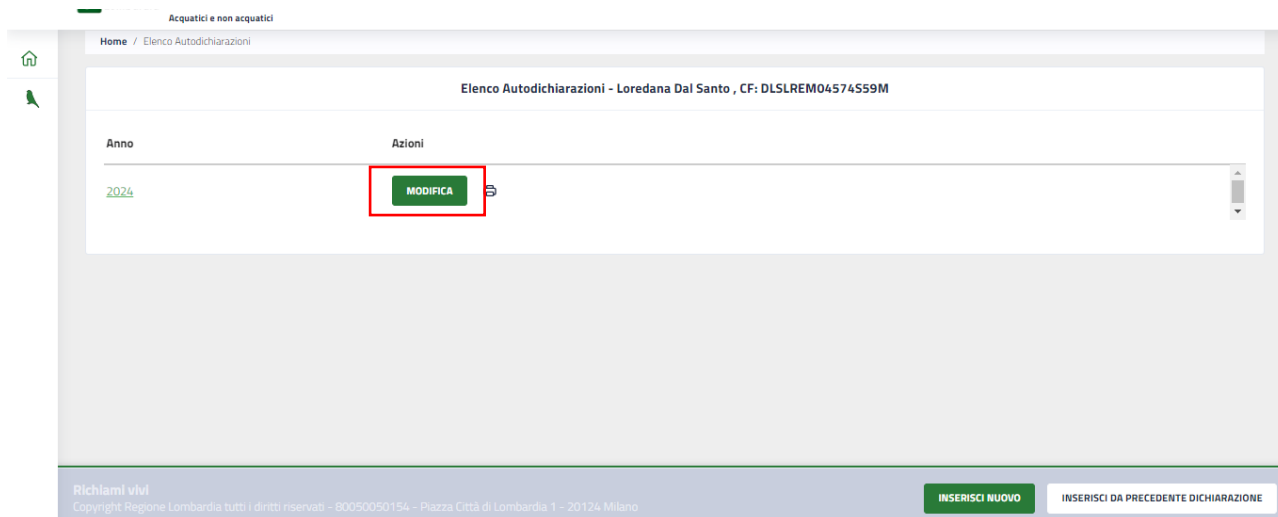 Acquatici e non acquatici
Home / Elenco Autodichiarazioni
Elenco Autodichiarazioni - Loredana Dal Santo , CF: DLSLREM04574S59M
Anno Azioni
2024 MODIFICA
Richiami vivi
Copyright Regione Lombardia tutti i diritti riservati - 80050050154 - Piazza Città di Lombardia 1 - 20124 Milano
INSERISCI NUOVO INSERISCI DA PRECEDENTE DICHIARAZIONE